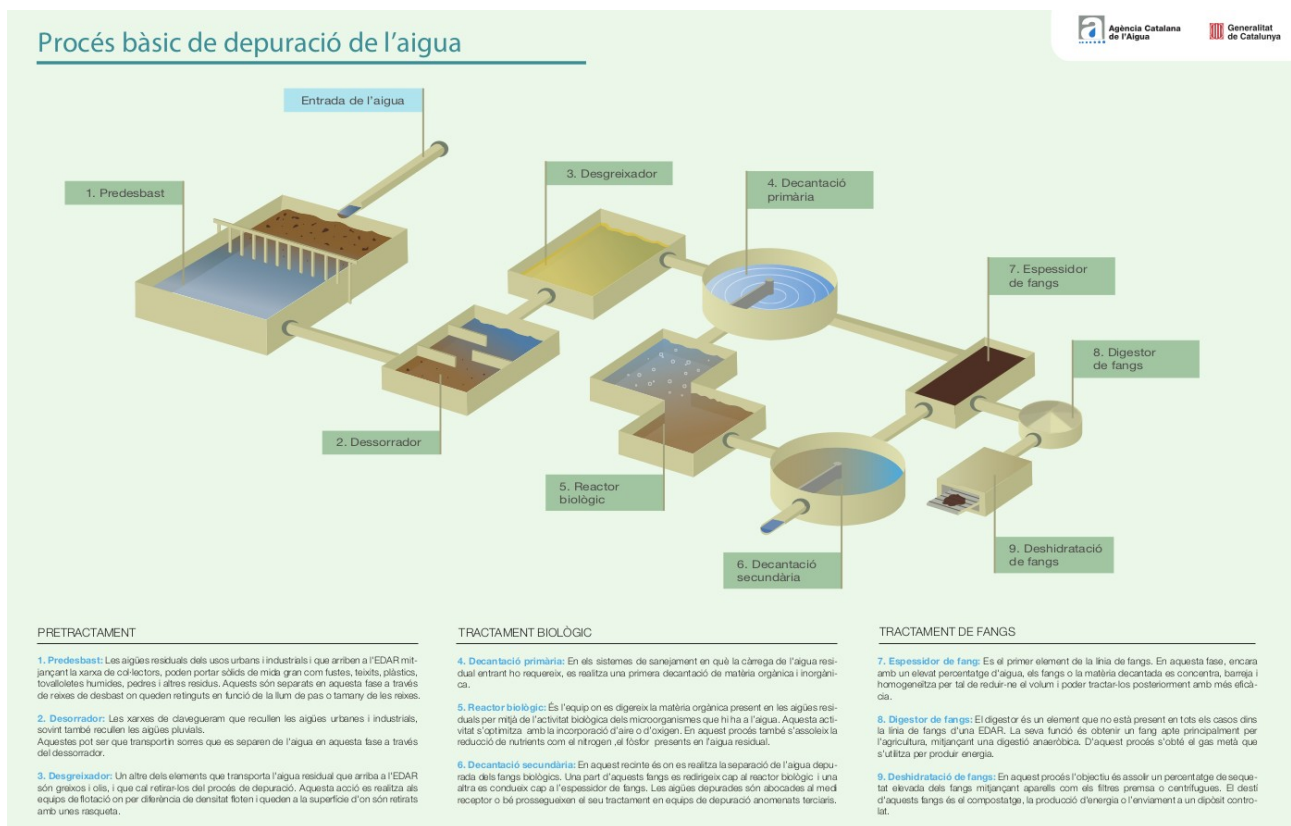 Procés bàsic de depuració de l'aigua
Agència Catalana
de l'Aigua
Generalitat
de Catalunya
Entrada de l'aigua
1. Predesbast
3. Desgreixador
4. Decantació
primària
7. Espessidor
de fangs
8. Digestor
de fangs
2. Dessorrador
5. Reactor
biològic
6. Decantació
secundària
9. Deshidratació
de fangs
PRETRACTAMENT
1. Predesbast: Les aigües residuals dels usos urbans i industrials i que arriben a l'EDAR mit-
jançant la xarxa de col·lectors, poden portar sòlids de mida gran com fustes, teixits, plàstics,
tovalloletes humides, pedres i altres residus. Aquests són separats en aquesta fase a través
de reixes de desbast on queden retinguts en funció de la llum de pas o tamany de les reixes.
2. Desorrador: Les xarxes de clavegueram que recullen les aigües urbanes i industrials,
sovint també recullen les aigües pluvials.
Aquestes pot ser que transportin sorres que es separen de l'aigua en aquesta fase a través
del dessorrador.
3. Desgreixador: Un altre dels elements que transporta l'aigua residual que arriba a l'EDAR
són greixos i olis, i que cal retirar-los del procés de depuració. Aquesta acció es realitza als
equips de flotació on per diferència de densitat floten i queden a la superfície d'on són retirats
amb unes rasqueta.
TRACTAMENT BIOLÒGIC
4. Decantació primària: En els sistemes de sanejament en què la càrrega de l'aigua resi-
dual entrant ho requereix, es realitza una primera decantació de matèria orgànica i inorgàni-
ca.
5. Reactor biològic: És l'equip on es digereix la matèria orgànica present en les aigües resi-
duals per mitjà de l'activitat biològica dels microorganismes que hi ha a l'aigua. Aquesta acti-
vitat s'optimitza amb la incorporació d'aire o d'oxigen. En aquest procés també s'assoleix la
reducció de nutrients com el nitrogen ,el fósfor presents en l'aigua residual.
6. Decantació secundària: En aquest recinte és on es realitza la separació de l'aigua depu-
rada dels fangs biològics. Una part d'aquests fangs es redirigeix cap al reactor biològic i una
altra es condueix cap a l'espessidor de fangs. Les aigües depurades són abocades al medi
receptor o bé prossegueixen el seu tractament en equips de depuració anomenats terciaris.
TRACTAMENT DE FANGS
7. Espessidor de fang: Es el primer element de la línia de fangs. En aquesta fase, encara
amb un elevat percentatge d'aigua, els fangs o la matèria decantada es concentra, barreja i
homogeneïtza per tal de reduir-ne el volum i poder tractar-los posteriorment amb més eficà-
cia.
8. Digestor de fangs: El digestor és un element que no està present en tots els casos dins
la línia de fangs d'una EDAR. La seva funció és obtenir un fang apte principalment per
l'agricultura, mitjançant una digestió anaeròbica. D'aquest procés s'obté el gas metà que
s'utilitza per produir energia.
9. Deshidratació de fangs: En aquest procés l'objectiu és assolir un percentatge de seque-
tat elevada dels fangs mitjançant aparells com els filtres premsa o centrífugues. El destí
d'aquests fangs és el compostatge, la producció d'energia o l'enviament a un dipòsit contro-
lat.